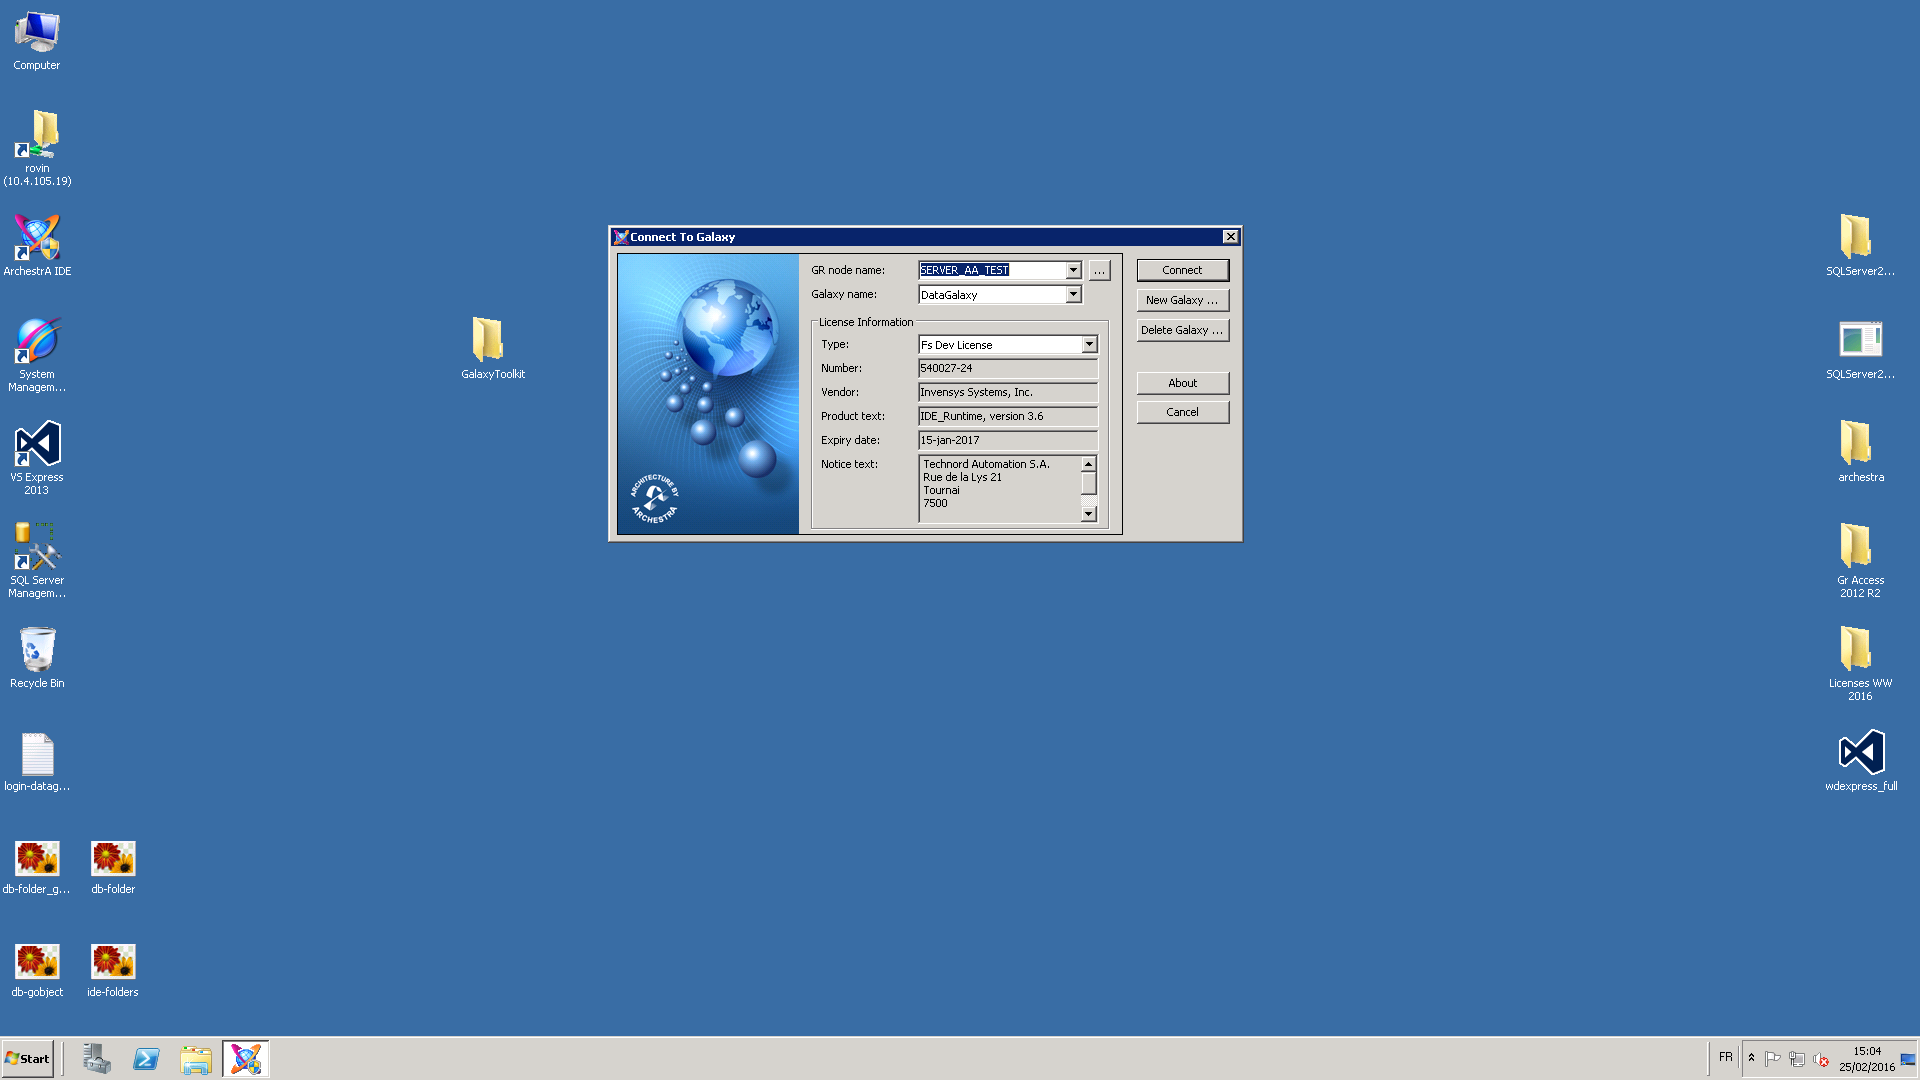 Computer
rovin
(10.4.105.19)
ArchestrA IDE
System
Managem...
VS Express
2013
SQL Server
Managem...
Recycle Bin
login-datag...
db-folder_g...
db-folder
db-gobject
ide-folders
GalaxyToolkit
Connect To Galaxy
GR node name:
SERVER_AA_TEST
...
Galaxy name:
DataGalaxy
License Information
Type:
Fs Dev License
Number:
540027-24
Vendor:
Invensys Systems, Inc.
Product text:
IDE_Runtime, version 3.6
Expiry date:
15-jan-2017
Notice text:
Technord Automation S.A.
Rue de la Lys 21
Tournai
7500
ARCHITECTURE BY
ARCHESTRA
Connect
New Galaxy ...
Delete Galaxy ...
About
Cancel
SQLServer2...
SQLServer2...
archestra
Gr Access
2012 R2
Licenses WW
2016
wdexpress_full
Start
FR
15:04
25/02/2016